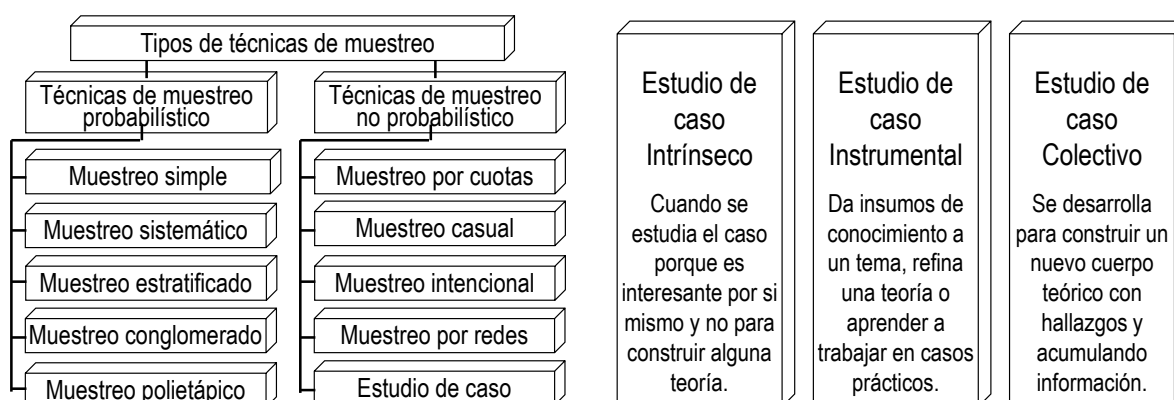 Tipos de técnicas de muestreo
Técnicas de muestreo
probabilístico
Muestreo simple
Muestreo sistemático
Muestreo estratificado
Muestreo conglomerado
Muestreo polietápico
Técnicas de muestreo
no probabilístico
Muestreo por cuotas
Muestreo casual
Muestreo intencional
Muestreo por redes
Estudio de caso
Estudio de
caso
Intrínseco
Cuando se
estudia el caso
porque es
interesante por si
mismo y no para
construir alguna
teoría.
Estudio de
caso
Instrumental
Da insumos de
conocimiento a
un tema, refina
una teoría o
aprender a
trabajar en casos
prácticos.
Estudio de
caso
Colectivo
Se desarrolla
para construir un
nuevo cuerpo
teórico con
hallazgos y
acumulando
información.